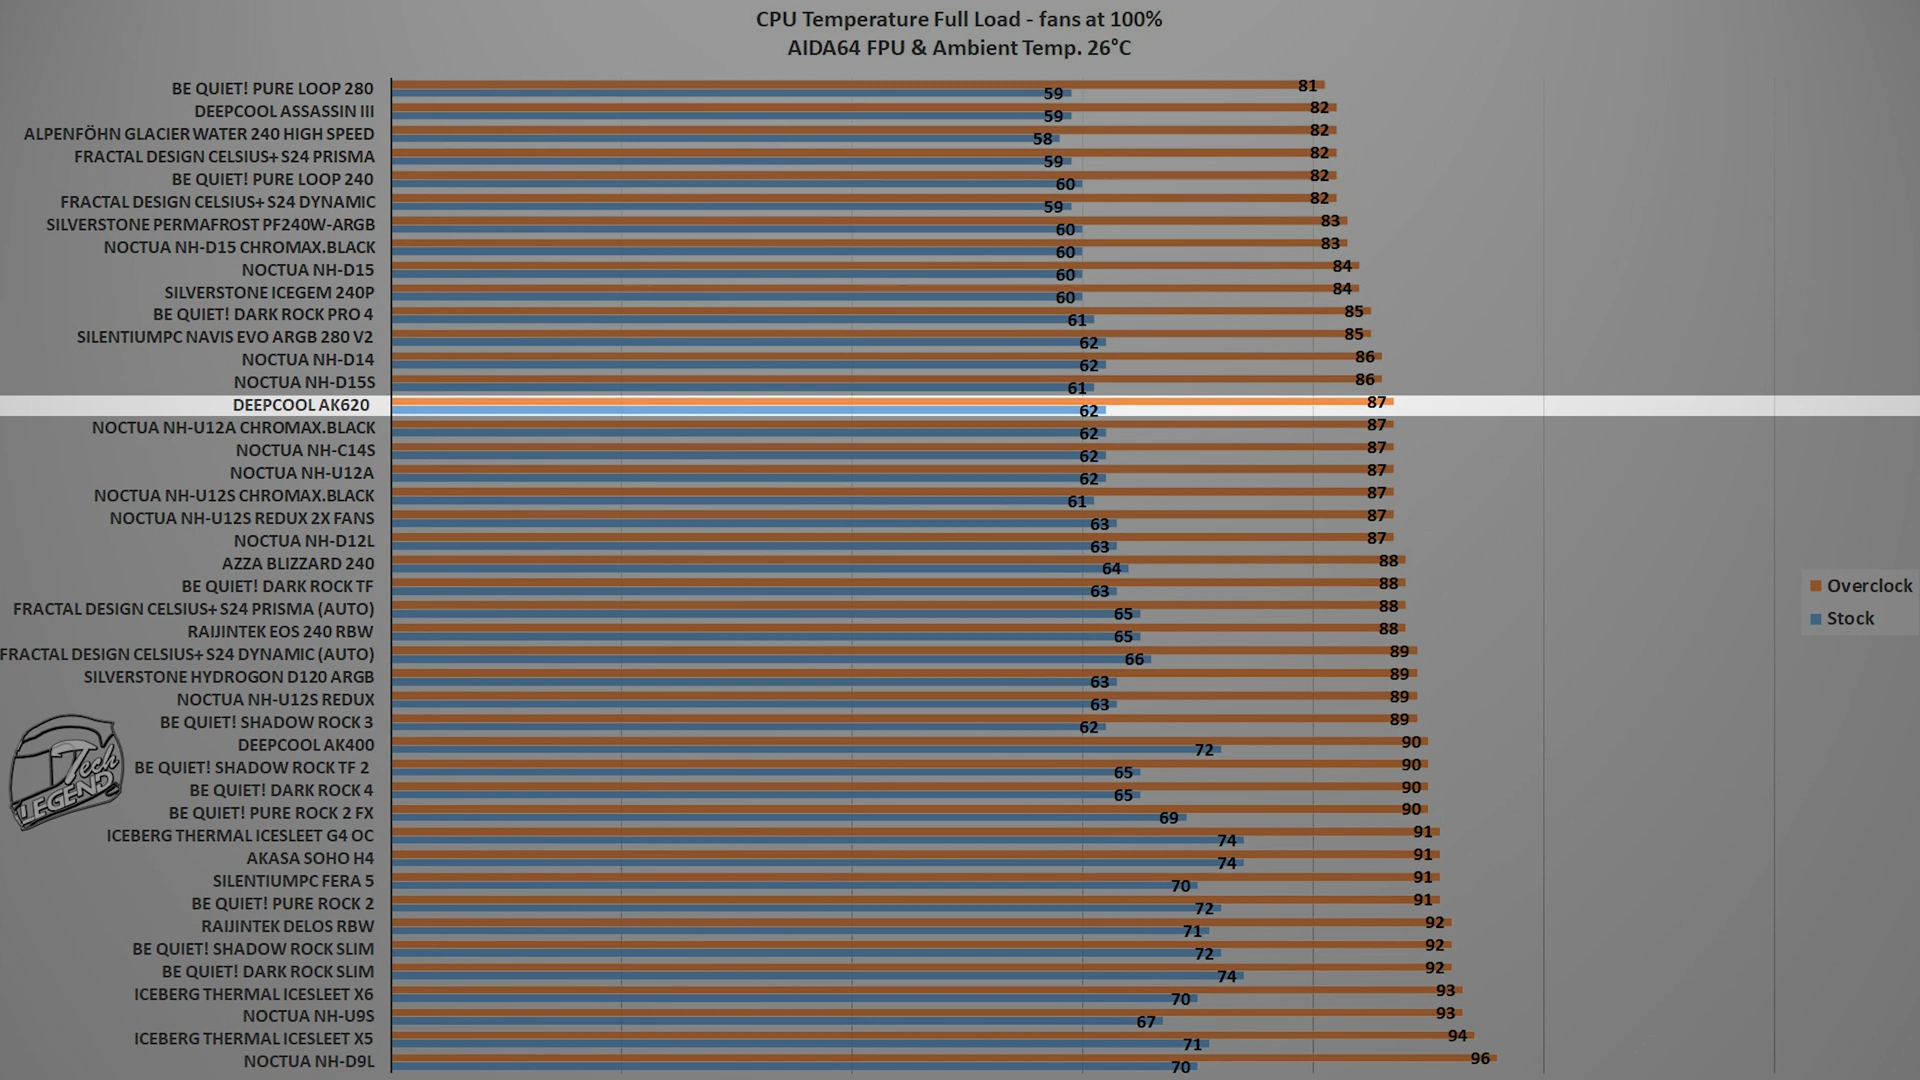 CPU Temperature Full Load - fans at 100%
AIDA64 FPU & Ambient Temp. 26°C
BE QUIET! PURE LOOP 280 81 59
DEEPCOOL ASSASSIN III 82 59
ALPENFÖHN GLACIER WATER 240 HIGH SPEED 82 58
FRACTAL DESIGN CELSIUS+ S24 PRISMA 82 59
BE QUIET! PURE LOOP 240 82 60
FRACTAL DESIGN CELSIUS+ S24 DYNAMIC 82 59
SILVERSTONE PERMAFROST PF240W-ARGB 83 60
NOCTUA NH-D15 CHROMAX.BLACK 83 60
NOCTUA NH-D15 84 60
SILVERSTONE ICEGEM 240P 84 60
BE QUIET! DARK ROCK PRO 4 85 61
SILENTIUMPC NAVIS EVO ARGB 280 V2 85 62
NOCTUA NH-D14 86 62
NOCTUA NH-D15S 86 61
DEEPCOOL AK620 87 62
NOCTUA NH-U12A CHROMAX.BLACK 87 62
NOCTUA NH-C14S 87 62
NOCTUA NH-U12A 87 62
NOCTUA NH-U12S CHROMAX.BLACK 87 61
NOCTUA NH-U12S REDUX 2X FANS 87 63
NOCTUA NH-D12L 87 63
AZZA BLIZZARD 240 88 64
BE QUIET! DARK ROCK TF 88 63
FRACTAL DESIGN CELSIUS+ S24 PRISMA (AUTO) 88 65
RAIJINTEK EOS 240 RBW 88 65
FRACTAL DESIGN CELSIUS+ S24 DYNAMIC (AUTO) 89 66
SILVERSTONE HYDROGON D120 ARGB 89 63
NOCTUA NH-U12S REDUX 89 63
BE QUIET! SHADOW ROCK 3 89 62
DEEPCOOL AK400 90 72
BE QUIET! SHADOW ROCK TF 2 90 65
BE QUIET! DARK ROCK 4 90 65
BE QUIET! PURE ROCK 2 FX 90 69
ICEBERG THERMAL ICESLEET G4 OC 91 74
AKASA SOHO H4 91 74
SILENTIUMPC FERA 5 91 70
BE QUIET! PURE ROCK 2 91 72
RAIJINTEK DELOS RBW 92 71
BE QUIET! SHADOW ROCK SLIM 92 72
BE QUIET! DARK ROCK SLIM 92 74
ICEBERG THERMAL ICESLEET X6 93 70
NOCTUA NH-U9S 93 67
ICEBERG THERMAL ICESLEET X5 94 71
NOCTUA NH-D9L 96 70
Overclock
Stock
Tech
LEGEND